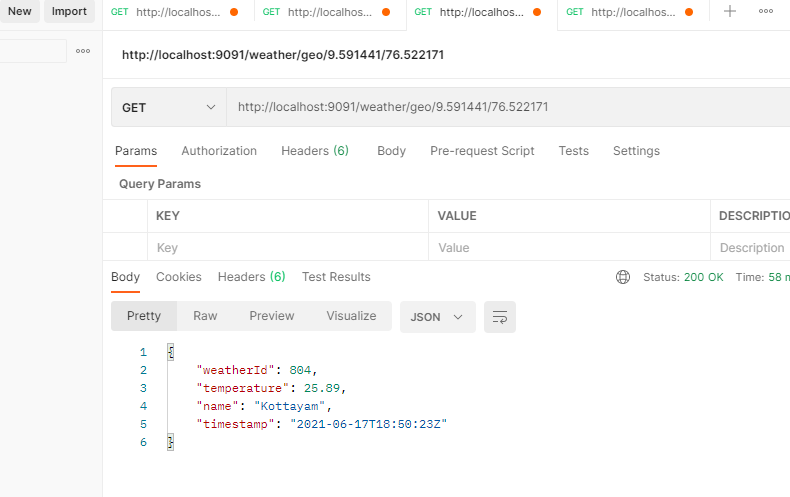 New Import GET http://localhos... GET http://localhos... GET http://localhos... GET http://localhos...
http://localhost:9091/weather/geo/9.591441/76.522171
GET http://localhost:9091/weather/geo/9.591441/76.522171
Params Authorization Headers (6) Body Pre-request Script Tests Settings
Query Params
KEY VALUE DESCRIPTIO
Key Value Description
Body Cookies Headers (6) Test Results Status: 200 OK Time: 58 m
Pretty Raw Preview Visualize JSON
1 {
2 "weatherId": 804,
3 "temperature": 25.89,
4 "name": "Kottayam",
5 "timestamp": "2021-06-17T18:50:23Z"
6 }